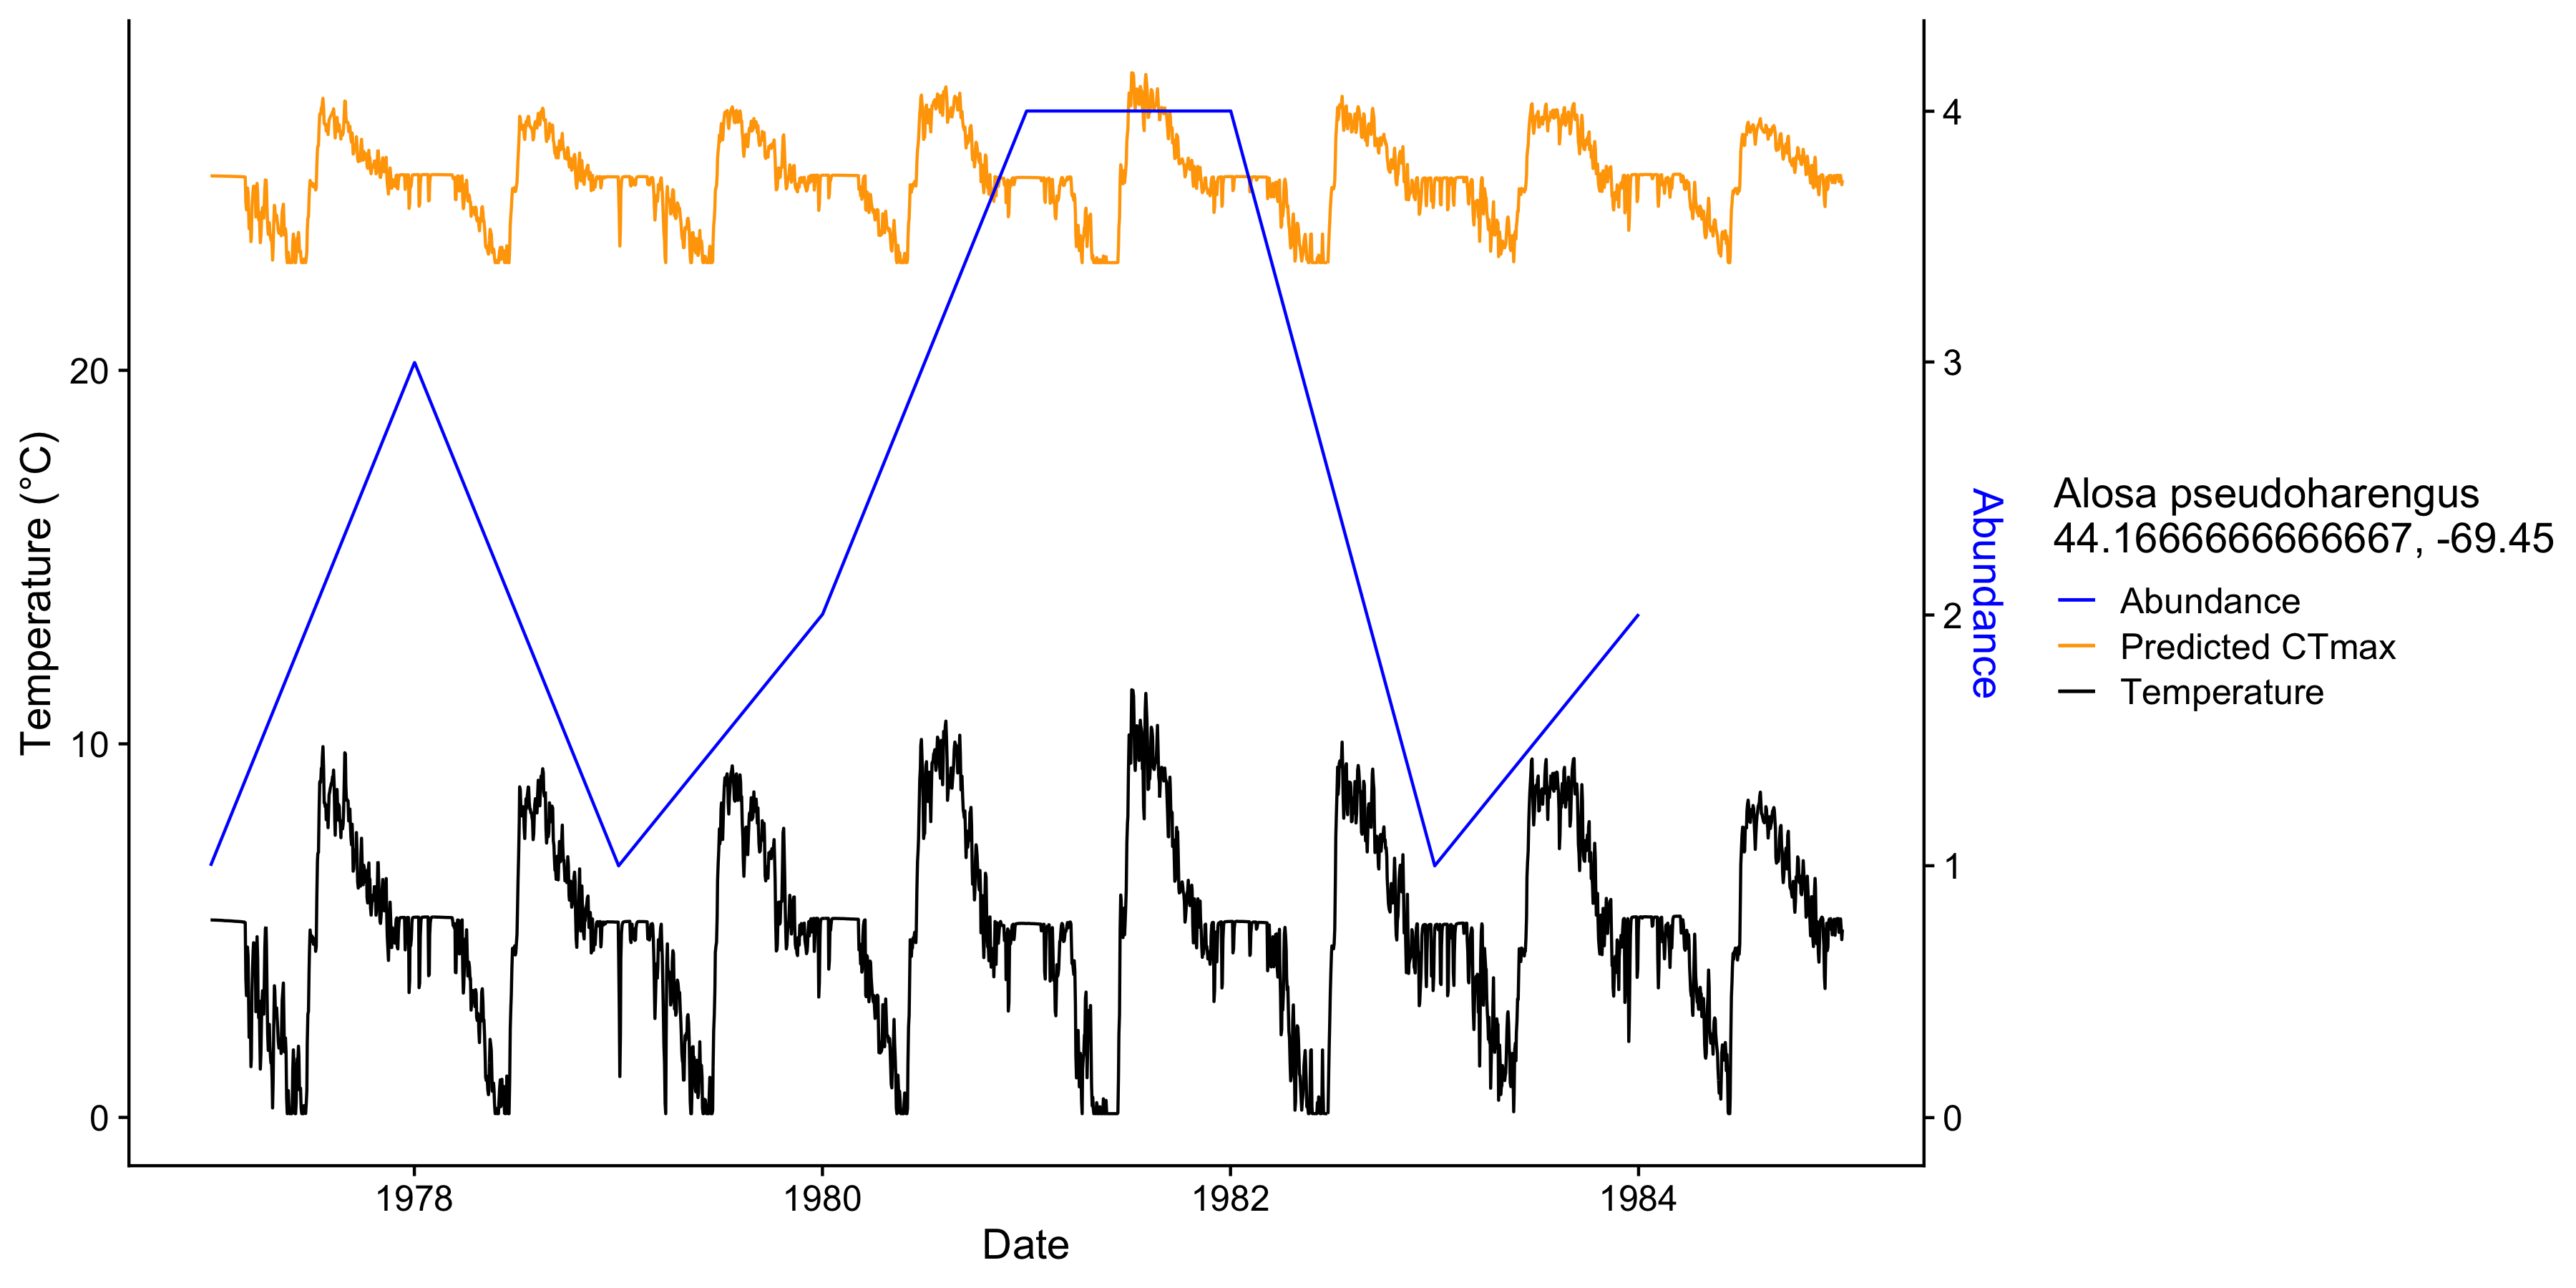 Temperature (°C)
20
10
0
1978
1980
1982
1984
Date
4
3
2
1
0
Abundance
Alosa pseudoharengus
44.1666666666667, -69.45
Abundance
Predicted CTmax
Temperature